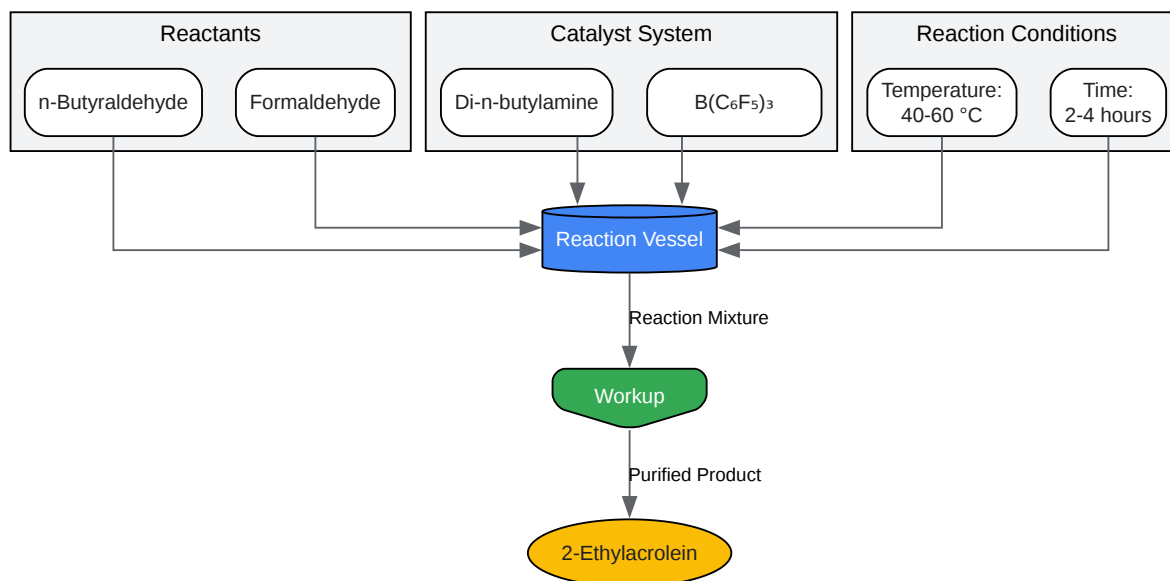 Reactants
Catalyst System
Reaction Conditions
n-Butyraldehyde
Formaldehyde
Di-n-butylamine
B(C₆F₅)₃
Temperature:
40-60 °C
Time:
2-4 hours
Reaction Vessel
Reaction Mixture
Workup
Purified Product
2-Ethylacrolein